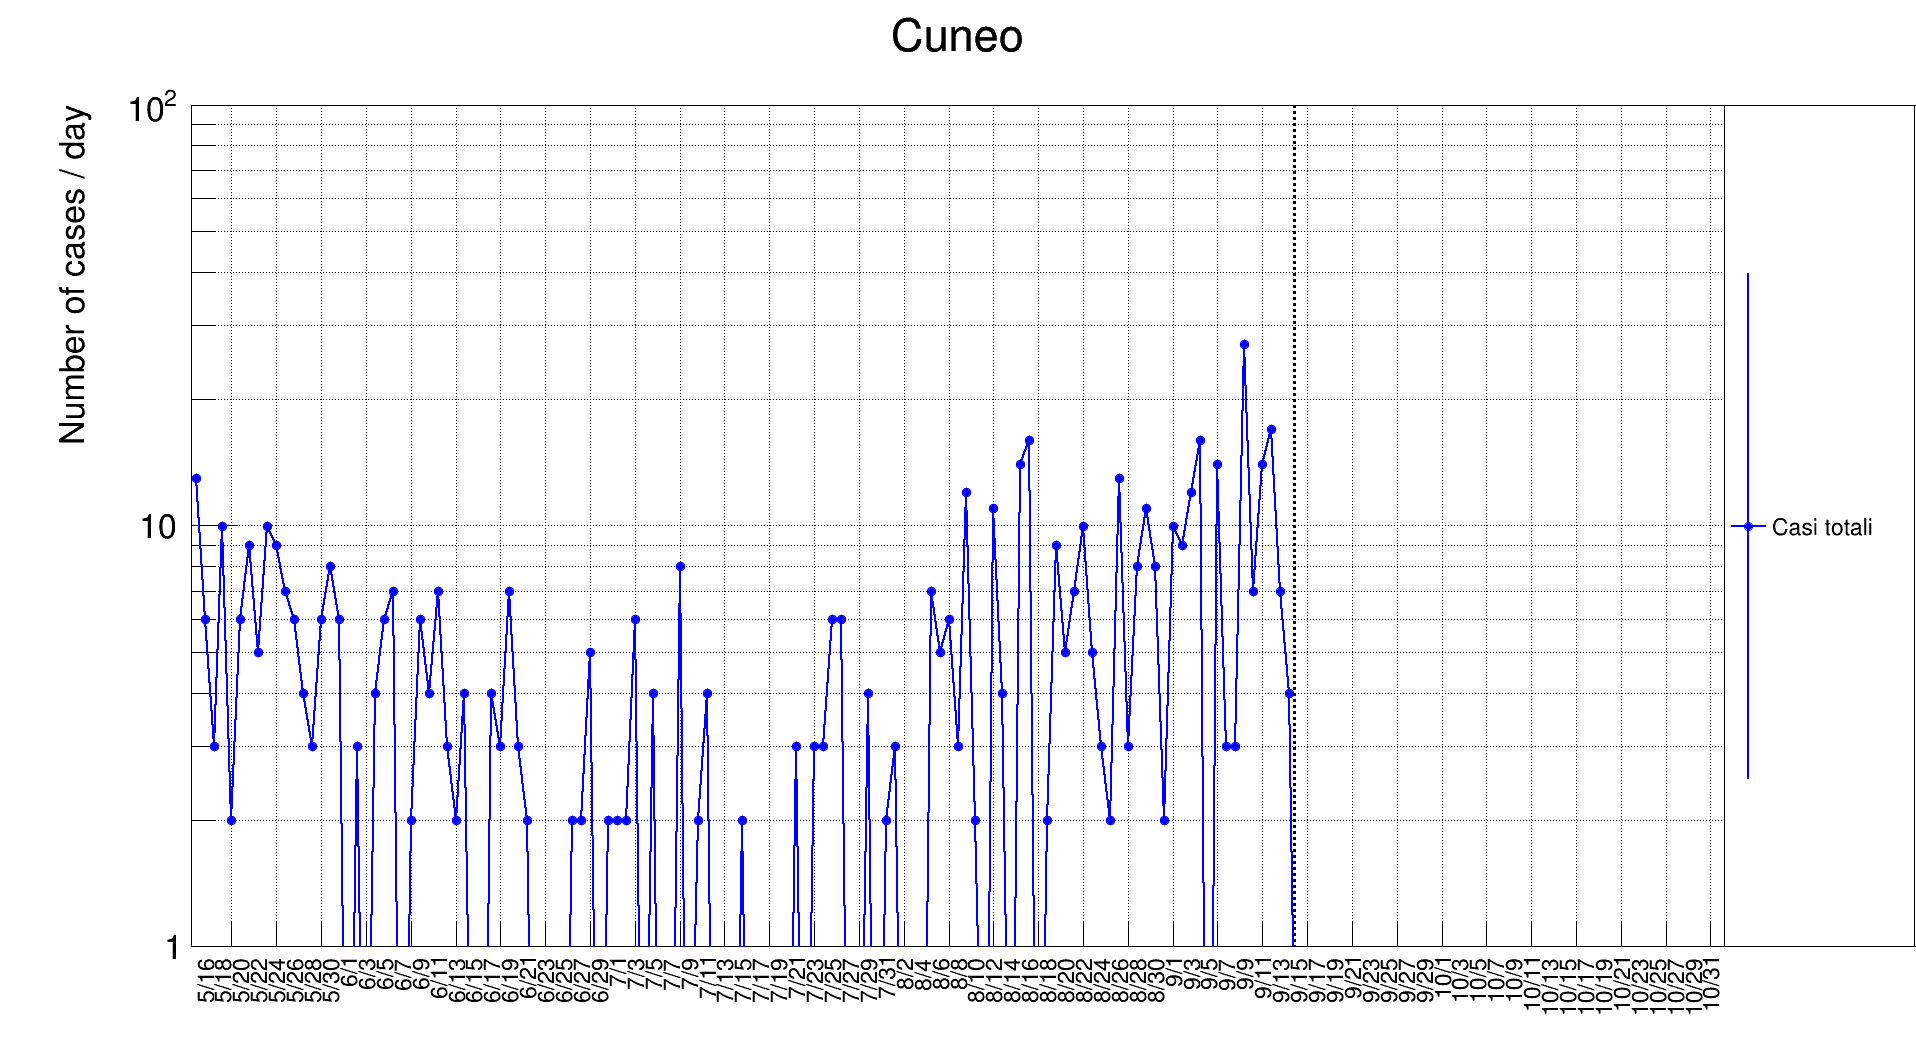 Cuneo
Number of cases / day
10²
10
1
Casi totali
5/16 5/18 5/20 5/22 5/24 5/26 5/28 5/30 6/1 6/3 6/5 6/7 6/9 6/11 6/13 6/15 6/17 6/19 6/21 6/23 6/25 6/27 6/29 7/1 7/3 7/5 7/7 7/9 7/11 7/13 7/15 7/17 7/19 7/21 7/23 7/25 7/27 7/29 7/31 8/2 8/4 8/6 8/8 8/10 8/12 8/14 8/16 8/18 8/20 8/22 8/24 8/26 8/28 8/30 9/1 9/3 9/5 9/7 9/9 9/11 9/13 9/15 9/17 9/19 9/21 9/23 9/25 9/27 9/29 10/1 10/3 10/5 10/7 10/9 10/11 10/13 10/15 10/17 10/19 10/21 10/23 10/25 10/27 10/29 10/31